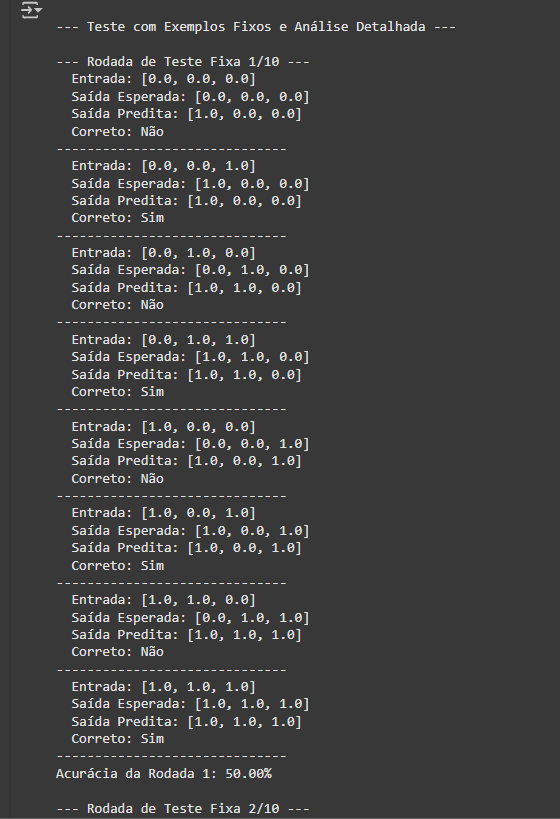 --- Teste com Exemplos Fixos e Análise Detalhada ---
--- Rodada de Teste Fixa 1/10 ---
Entrada: [0.0, 0.0, 0.0]
Saída Esperada: [0.0, 0.0, 0.0]
Saída Predita: [1.0, 0.0, 0.0]
Correto: Não
------------------------------
Entrada: [0.0, 0.0, 1.0]
Saída Esperada: [1.0, 0.0, 0.0]
Saída Predita: [1.0, 0.0, 0.0]
Correto: Sim
------------------------------
Entrada: [0.0, 1.0, 0.0]
Saída Esperada: [0.0, 1.0, 0.0]
Saída Predita: [1.0, 1.0, 0.0]
Correto: Não
------------------------------
Entrada: [0.0, 1.0, 1.0]
Saída Esperada: [1.0, 1.0, 0.0]
Saída Predita: [1.0, 1.0, 0.0]
Correto: Sim
------------------------------
Entrada: [1.0, 0.0, 0.0]
Saída Esperada: [0.0, 0.0, 1.0]
Saída Predita: [1.0, 0.0, 1.0]
Correto: Não
------------------------------
Entrada: [1.0, 0.0, 1.0]
Saída Esperada: [1.0, 0.0, 1.0]
Saída Predita: [1.0, 0.0, 1.0]
Correto: Sim
------------------------------
Entrada: [1.0, 1.0, 0.0]
Saída Esperada: [0.0, 1.0, 1.0]
Saída Predita: [1.0, 1.0, 1.0]
Correto: Não
------------------------------
Entrada: [1.0, 1.0, 1.0]
Saída Esperada: [1.0, 1.0, 1.0]
Saída Predita: [1.0, 1.0, 1.0]
Correto: Sim
------------------------------
Acurácia da Rodada 1: 50.00%
--- Rodada de Teste Fixa 2/10 ---